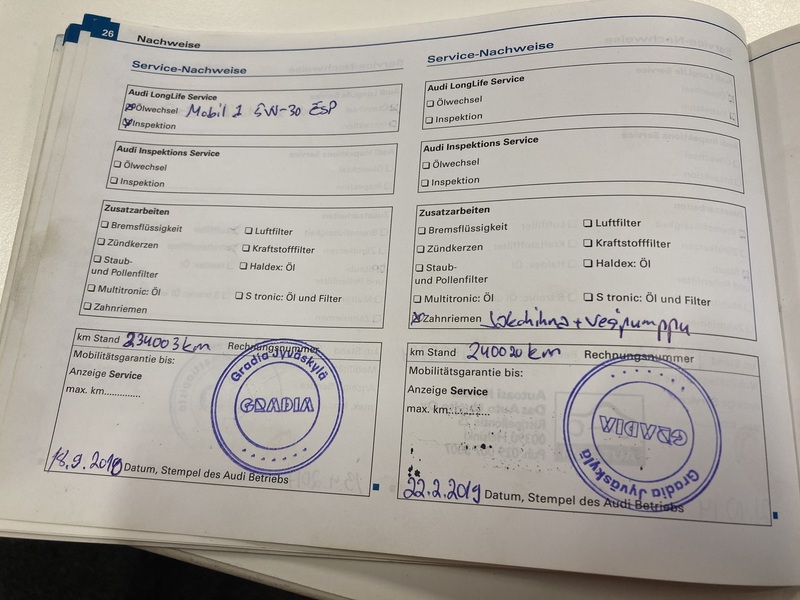 26
Nachweise
Service-Nachweise
Audi LongLife Service
Ölwechsel Mobil 1 5W-30 ESP
Inspektion
Audi Inspektions Service
Ölwechsel
Inspektion
Zusatzarbeiten
Bremsflüssigkeit
Luftfilter
Zündkerzen
Kraftstofffilter
Staub-
und Pollenfilter
Haldex: Öl
Multitronic: Öl
S tronic: Öl und Filter
Zahnriemen
km Stand 234003km Rechnungsnummer
Mobilitätsgarantie bis:
Anzeige Service
max. km.............
Gradia Jyväskylä
GRADIA
Datum, Stempel des Audi Betriebs
Service-Nachweise
Audi LongLife Service
Ölwechsel
Inspektion
Audi Inspektions Service
Ölwechsel
Inspektion
Zusatzarbeiten
Bremsflüssigkeit
Luftfilter
Zündkerzen
Kraftstofffilter
Staub-
und Pollenfilter
Haldex: Öl
Multitronic: Öl
S tronic: Öl und Filter
Zahnriemen Jakohihna + Vesipumppu
km Stand 240020 km Rechnungsnummer
Mobilitätsgarantie bis:
Anzeige Service
max. km.............
GRADIA
Gradia Jyväskylä
22.2.2019 Datum, Stempel des Audi Betriebs